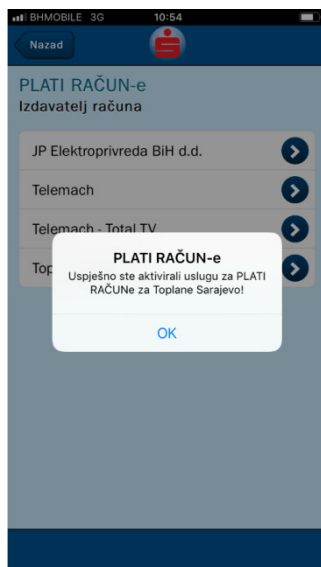 BHMOBILE 3G 10:54
Nazad
PLATI RAČUN-e
Izdavatelj računa
JP Elektroprivreda BiH d.d.
Telemach
Telemach - Total TV
Top
PLATI RAČUN-e
Uspješno ste aktivirali uslugu za PLATI
RAČUNe za Toplane Sarajevo!
OK